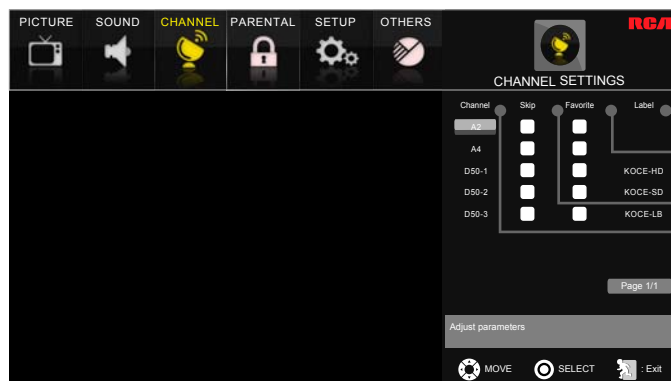 PICTURE SOUND CHANNEL PARENTAL SETUP OTHERS
RCA
CHANNEL SETTINGS
Channel Skip Favorite Label
A2
A4
D50-1 KOCE-HD
D50-2 KOCE-SD
D50-3 KOCE-LB
Page 1/1
Adjust parameters
MOVE SELECT : Exit